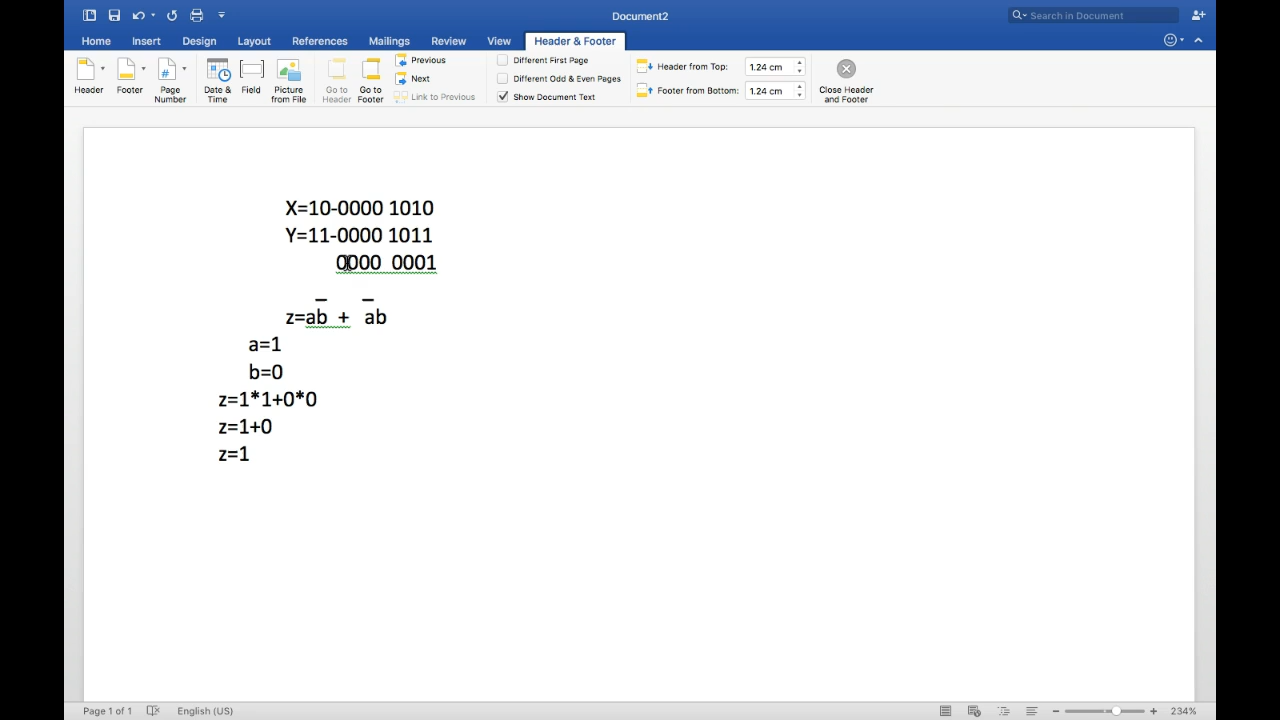 Document2
Search in Document
Home Insert Design Layout References Mailings Review View Header & Footer
Header Footer Page Number Date & Time Field Picture from File Go to Header Go to Footer
Previous
Next
Link to Previous
Different First Page
Different Odd & Even Pages
Show Document Text
Header from Top: 1.24 cm
Footer from Bottom: 1.24 cm
Close Header and Footer
X=10-0000 1010
Y=11-0000 1011
0000 0001
_ _
z=ab + ab
a=1
b=0
z=1*1+0*0
z=1+0
z=1
Page 1 of 1 English (US) 234%